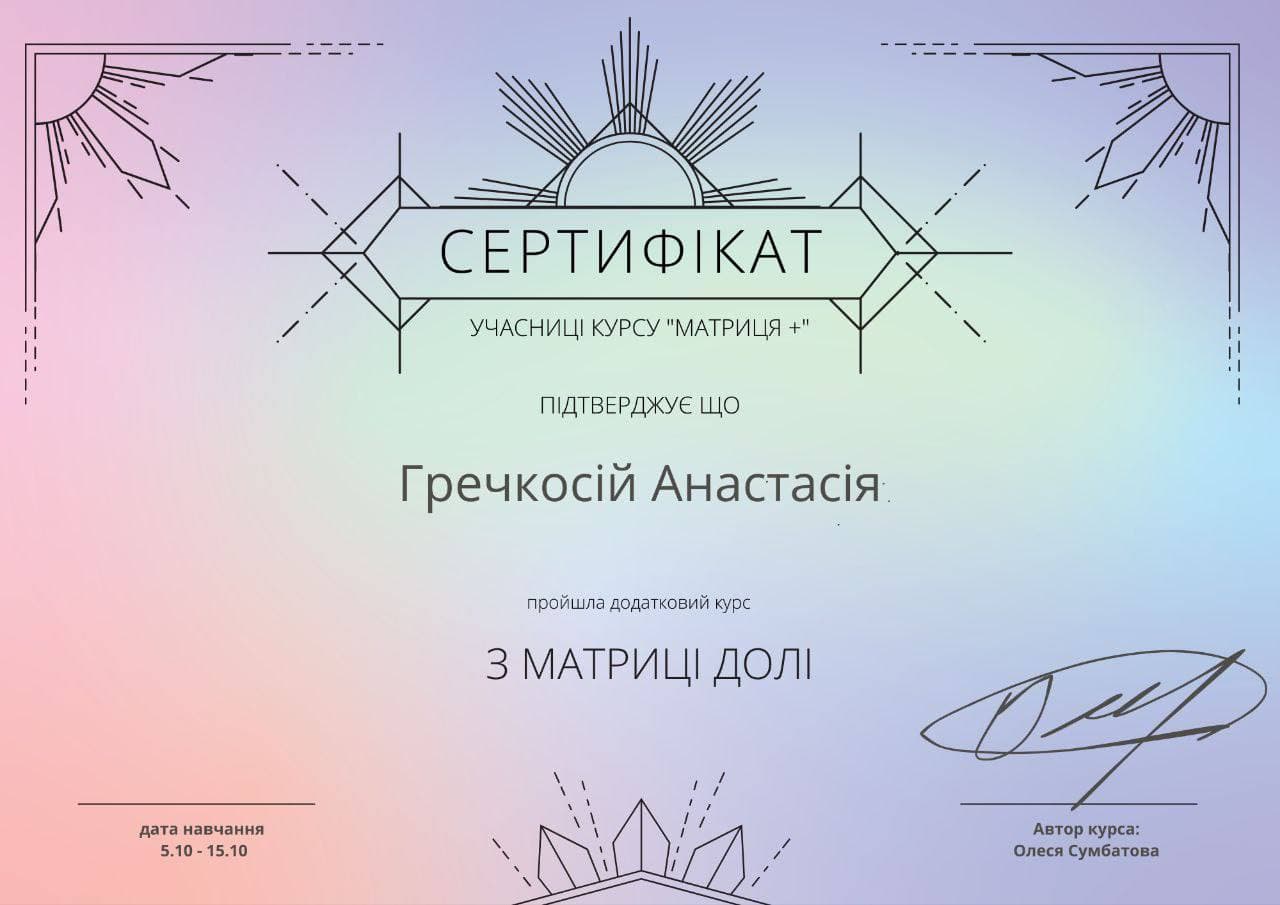 СЕРТИФІКАТ
УЧАСНИЦІ КУРСУ "МАТРИЦЯ +"
ПІДТВЕРДЖУЄ ЩО
Гречкосій Анастасія
пройшла додатковий курс
З МАТРИЦІ ДОЛІ
дата навчання
5.10 - 15.10
Автор курса:
Олеся Сумбатова